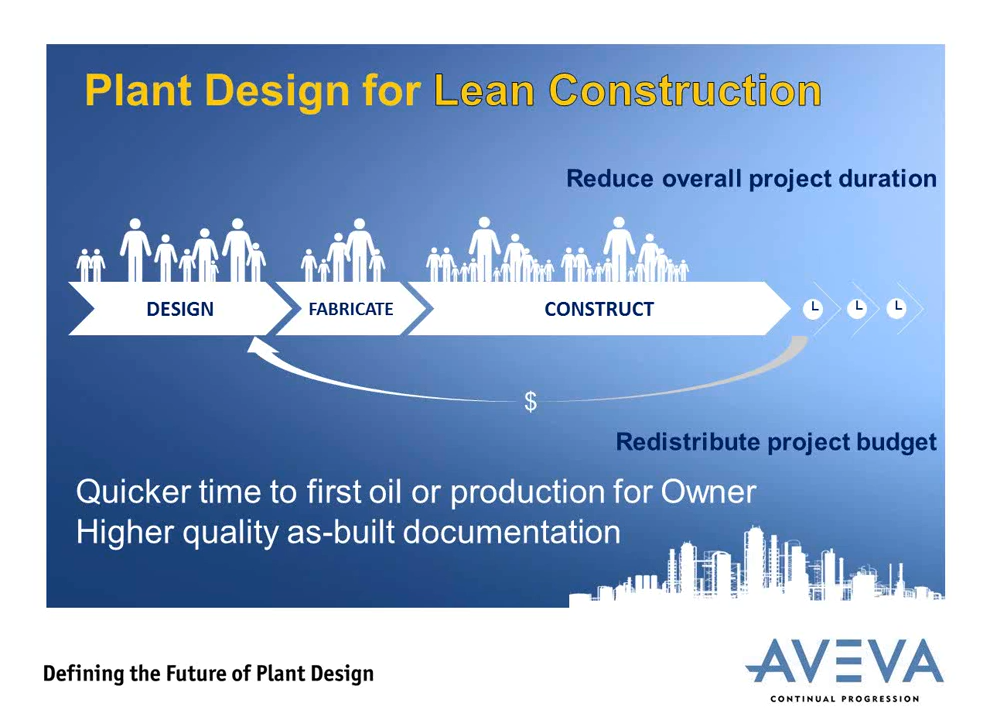 Plant Design for Lean Construction
Reduce overall project duration
DESIGN
FABRICATE
CONSTRUCT
$
Redistribute project budget
Quicker time to first oil or production for Owner
Higher quality as-built documentation
Defining the Future of Plant Design
AVEVA
CONTINUAL PROGRESSION